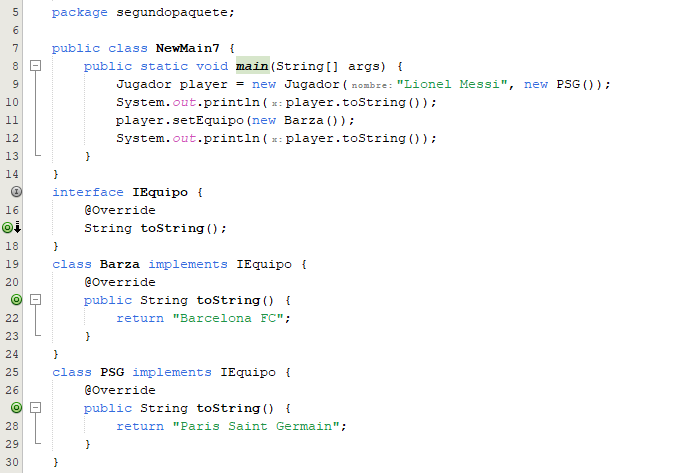 5 package segundopaquete;
6
7 public class NewMain7 {
8 public static void main(String[] args) {
9 Jugador player = new Jugador( nombre: "Lionel Messi", new PSG());
10 System.out.println( x: player.toString());
11 player.setEquipo(new Barza());
12 System.out.println( x: player.toString());
13 }
14 }
interface IEquipo {
16 @Override
String toString();
18 }
19 class Barza implements IEquipo {
20 @Override
public String toString() {
22 return "Barcelona FC";
23 }
24 }
25 class PSG implements IEquipo {
26 @Override
public String toString() {
28 return "Paris Saint Germain";
29 }
30 }